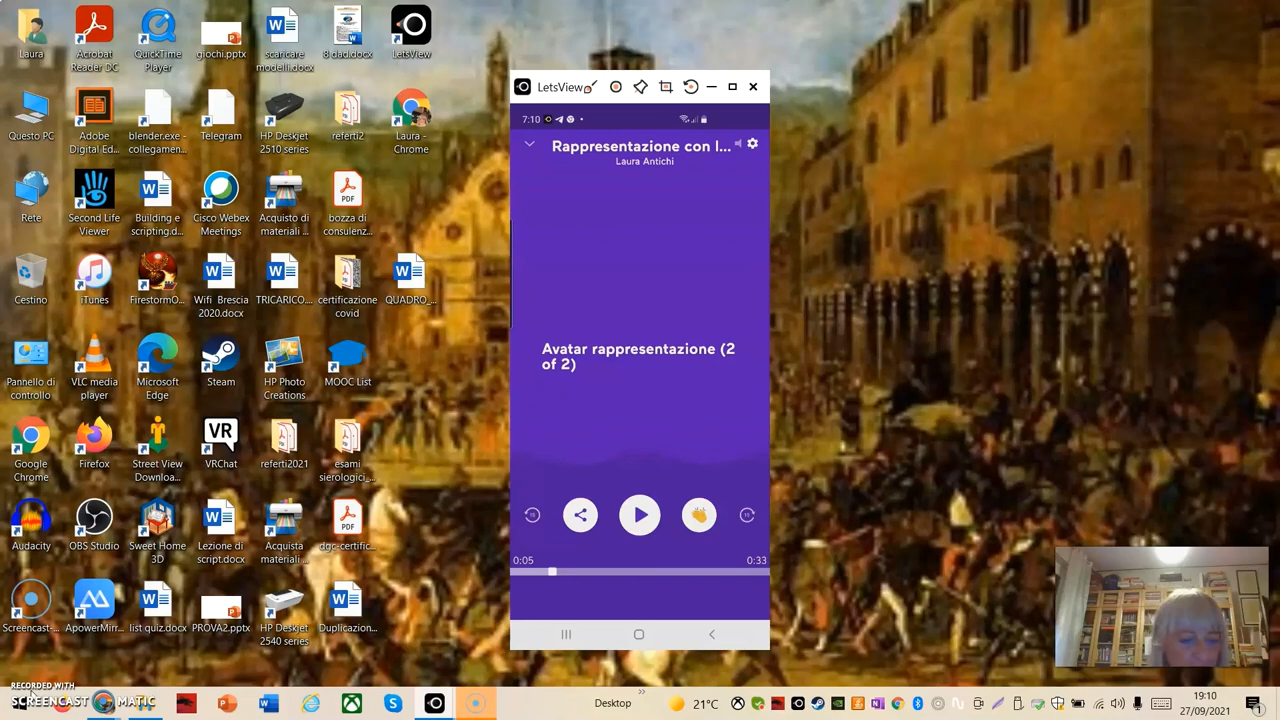 Laura
Acrobat Reader DC
QuickTime Player
giochi.pptx
scaricare modelli.docx
8 dad.docx
LetsView
Questo PC
Adobe Digital Ed...
blender.exe - collegamen...
Telegram
HP Deskjet 2510 series
referti2
Laura - Chrome
Rete
Second Life Viewer
Building e scripting.d...
Cisco Webex Meetings
Acquisto di materiali ...
bozza di consulenz...
Cestino
iTunes
FirestormO...
Wifi Brescia 2020.docx
TRICARICO....
certificazione covid
QUADRO_...
Pannello di controllo
VLC media player
Microsoft Edge
Steam
HP Photo Creations
MOOC List
Google Chrome
Firefox
Street View Downloa...
VR
VRChat
referti2021
esami sierologici_...
Audacity
OBS Studio
Sweet Home 3D
Lezione di script.docx
Acquista materiali ...
PDF
dgc-certific...
Screencast-...
ApowerMirr...
list quiz.docx
PROVA2.pptx
HP Deskjet 2540 series
Duplicazion...
LetsView
7:10
Rappresentazione con l...
Laura Antichi
Avatar rappresentazione (2
of 2)
0:05
0:33
RECORDED WITH
SCREENCAST MATIC
Desktop
21°C
19:10
27/09/2021